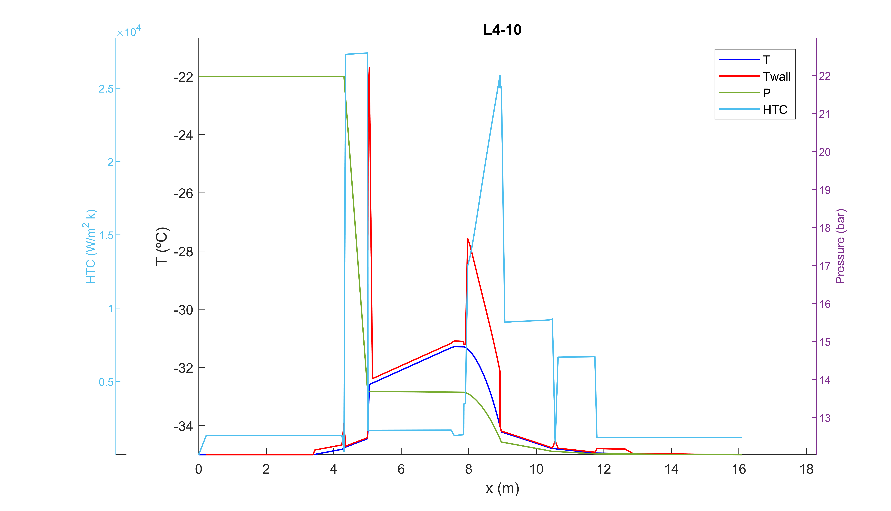 L4-10
×10⁴
2.5
2
1.5
1
0.5
HTC (W/m² k)
-22
-24
-26
-28
-30
-32
-34
T (ºC)
T
Twall
P
HTC
22
21
20
19
18
17
16
15
14
13
Pressure (bar)
0 2 4 6 8 10 12 14 16 18
x (m)